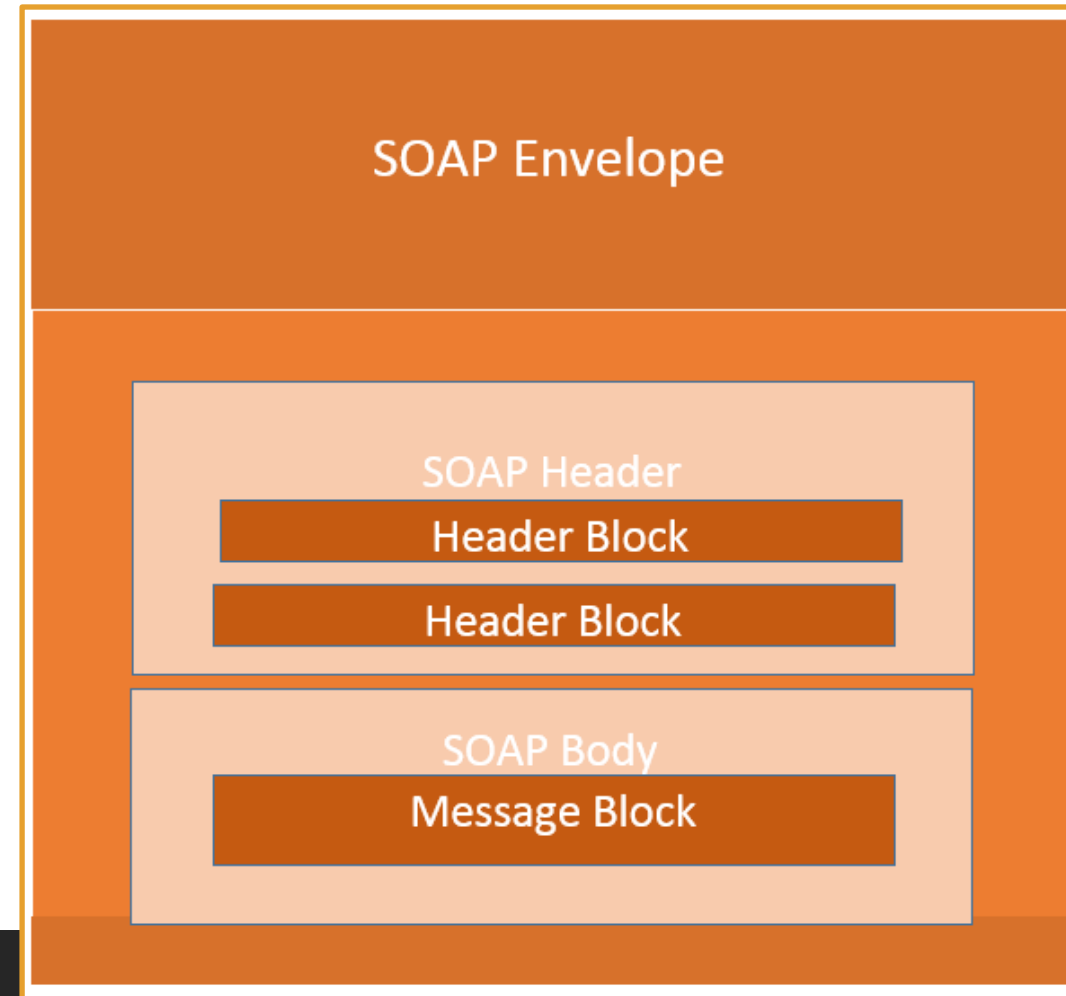 SOAP Envelope
SOAP Header
Header Block
Header Block
SOAP Body
Message Block